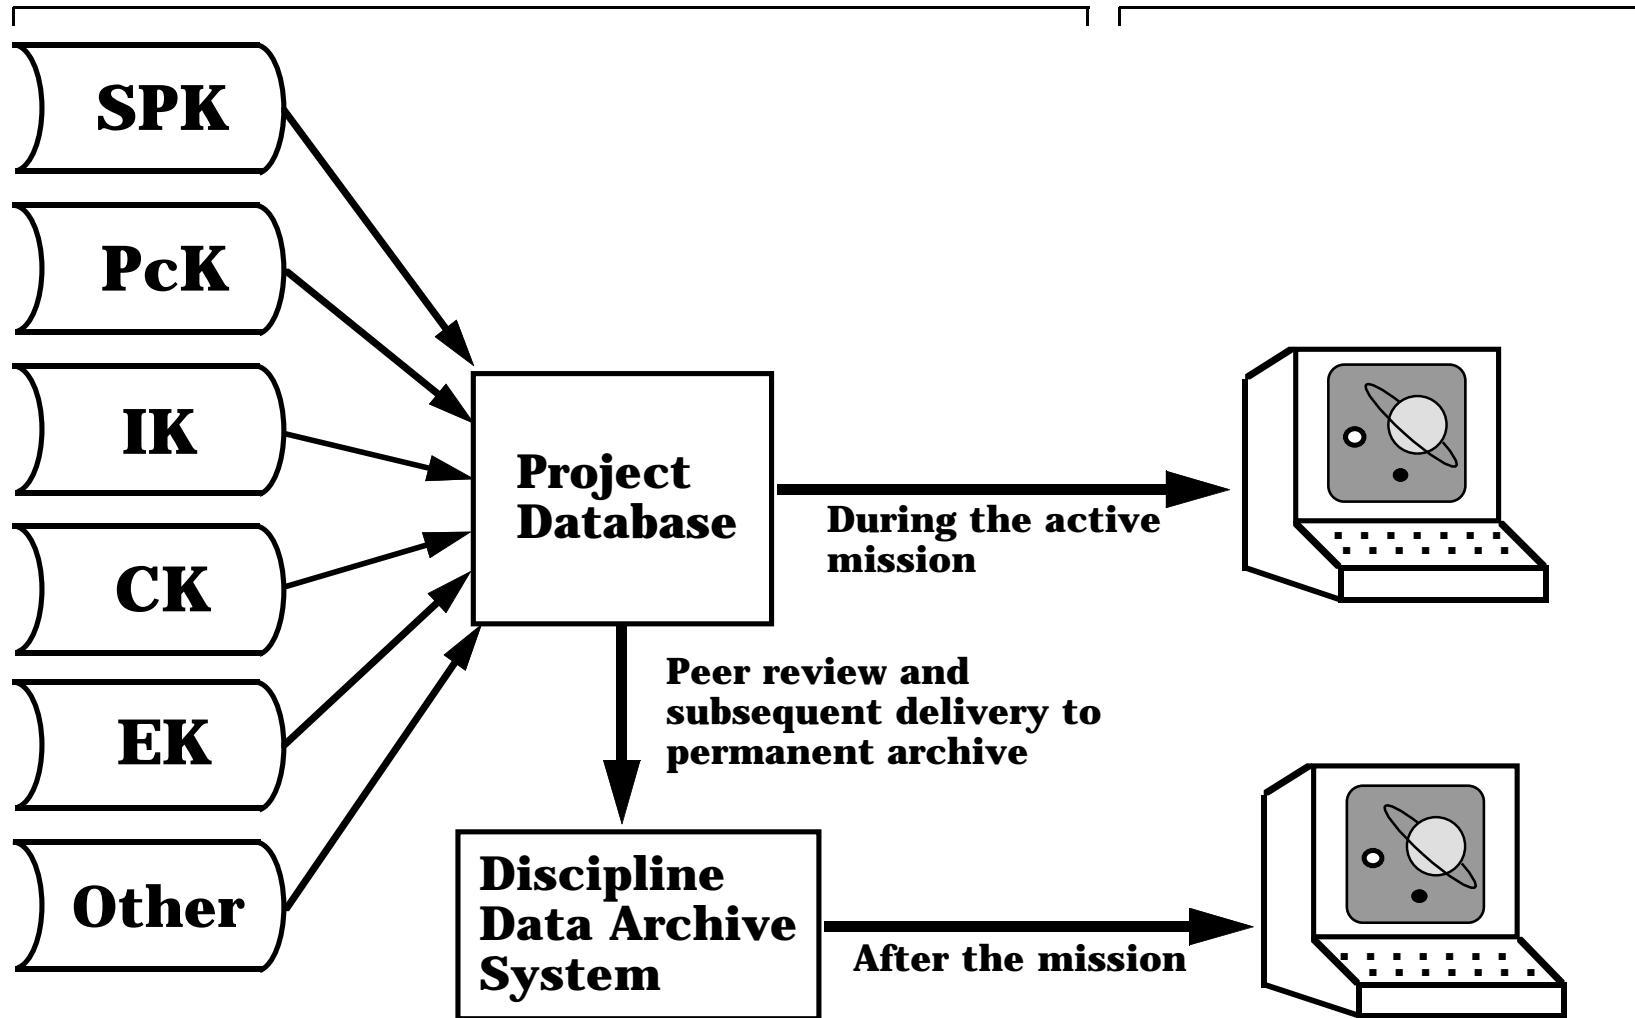 SPK
PcK
IK
CK
EK
Other
Project
Database
During the active
mission
Peer review and
subsequent delivery to
permanent archive
Discipline
Data Archive
System
After the mission